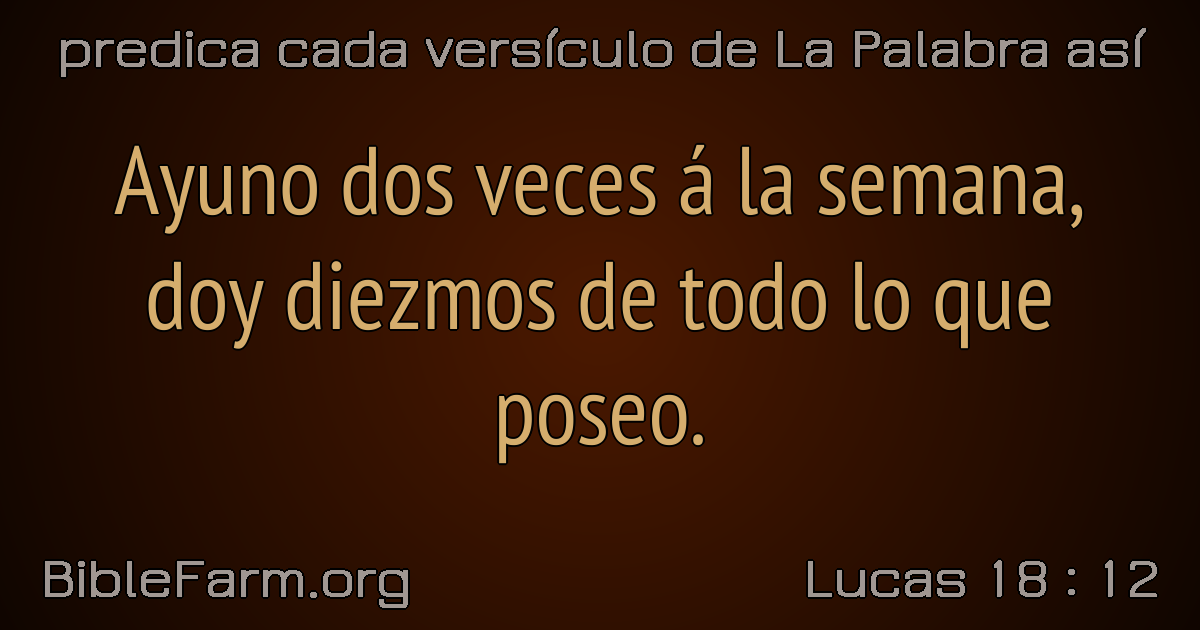 predica cada versículo de La Palabra así
Ayuno dos veces á la semana,
doy diezmos de todo lo que
poseo.
BibleFarm.org
Lucas 18 : 12